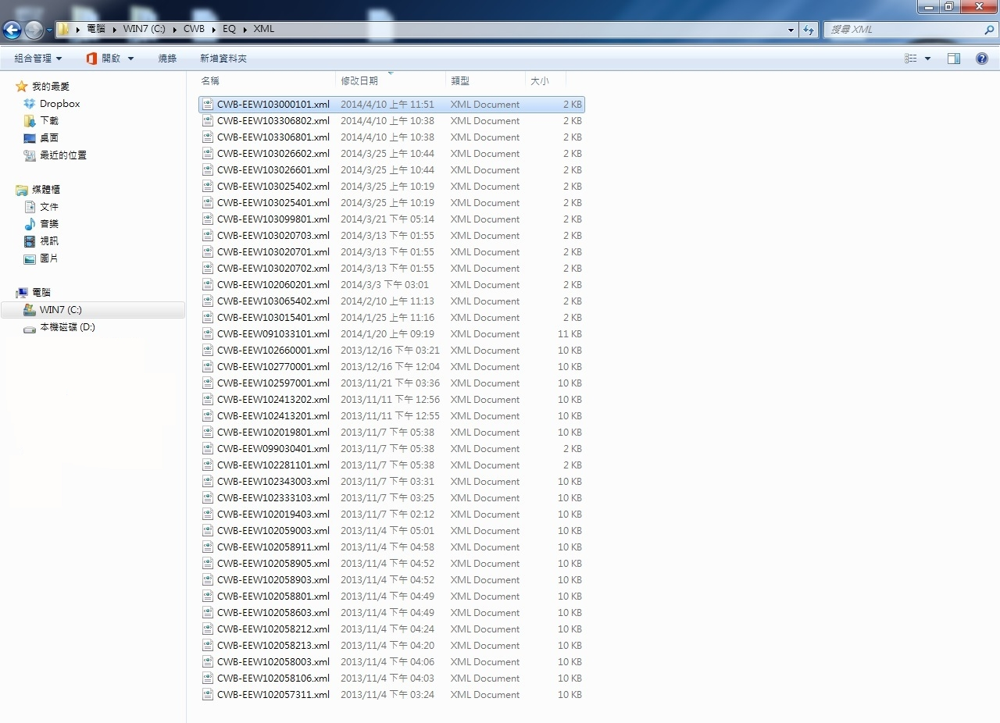 電腦 WIN7 (C:) CWB EQ XML 搜尋 XML
組合管理 開啟 燒錄 新增資料夾
我的最愛
Dropbox
下載
桌面
最近的位置
媒體櫃
文件
音樂
視訊
圖片
電腦
WIN7 (C:)
本機磁碟 (D:)
名稱 修改日期 類型 大小
CWB-EEW103000101.xml 2014/4/10 上午 11:51 XML Document 2 KB
CWB-EEW103306802.xml 2014/4/10 上午 10:38 XML Document 2 KB
CWB-EEW103306801.xml 2014/4/10 上午 10:38 XML Document 2 KB
CWB-EEW103026602.xml 2014/3/25 上午 10:44 XML Document 2 KB
CWB-EEW103026601.xml 2014/3/25 上午 10:44 XML Document 2 KB
CWB-EEW103025402.xml 2014/3/25 上午 10:19 XML Document 2 KB
CWB-EEW103025401.xml 2014/3/25 上午 10:19 XML Document 2 KB
CWB-EEW103099801.xml 2014/3/21 下午 05:14 XML Document 2 KB
CWB-EEW103020703.xml 2014/3/13 下午 01:55 XML Document 2 KB
CWB-EEW103020701.xml 2014/3/13 下午 01:55 XML Document 2 KB
CWB-EEW103020702.xml 2014/3/13 下午 01:55 XML Document 2 KB
CWB-EEW102060201.xml 2014/3/3 下午 03:01 XML Document 2 KB
CWB-EEW103065402.xml 2014/2/10 上午 11:13 XML Document 2 KB
CWB-EEW103015401.xml 2014/1/25 上午 11:16 XML Document 2 KB
CWB-EEW091033101.xml 2014/1/20 上午 09:19 XML Document 11 KB
CWB-EEW102660001.xml 2013/12/16 下午 03:21 XML Document 10 KB
CWB-EEW102770001.xml 2013/12/16 下午 12:04 XML Document 10 KB
CWB-EEW102597001.xml 2013/11/21 下午 03:36 XML Document 10 KB
CWB-EEW102413202.xml 2013/11/11 下午 12:56 XML Document 10 KB
CWB-EEW102413201.xml 2013/11/11 下午 12:55 XML Document 10 KB
CWB-EEW102019801.xml 2013/11/7 下午 05:38 XML Document 10 KB
CWB-EEW099030401.xml 2013/11/7 下午 05:38 XML Document 2 KB
CWB-EEW102281101.xml 2013/11/7 下午 05:38 XML Document 2 KB
CWB-EEW102343003.xml 2013/11/7 下午 03:31 XML Document 10 KB
CWB-EEW102333103.xml 2013/11/7 下午 03:25 XML Document 10 KB
CWB-EEW102019403.xml 2013/11/7 下午 02:12 XML Document 10 KB
CWB-EEW102059003.xml 2013/11/4 下午 05:01 XML Document 10 KB
CWB-EEW102058911.xml 2013/11/4 下午 04:58 XML Document 10 KB
CWB-EEW102058905.xml 2013/11/4 下午 04:52 XML Document 10 KB
CWB-EEW102058903.xml 2013/11/4 下午 04:52 XML Document 10 KB
CWB-EEW102058801.xml 2013/11/4 下午 04:49 XML Document 10 KB
CWB-EEW102058603.xml 2013/11/4 下午 04:49 XML Document 10 KB
CWB-EEW102058212.xml 2013/11/4 下午 04:24 XML Document 10 KB
CWB-EEW102058213.xml 2013/11/4 下午 04:20 XML Document 10 KB
CWB-EEW102058003.xml 2013/11/4 下午 04:06 XML Document 10 KB
CWB-EEW102058106.xml 2013/11/4 下午 04:03 XML Document 10 KB
CWB-EEW102057311.xml 2013/11/4 下午 03:24 XML Document 10 KB